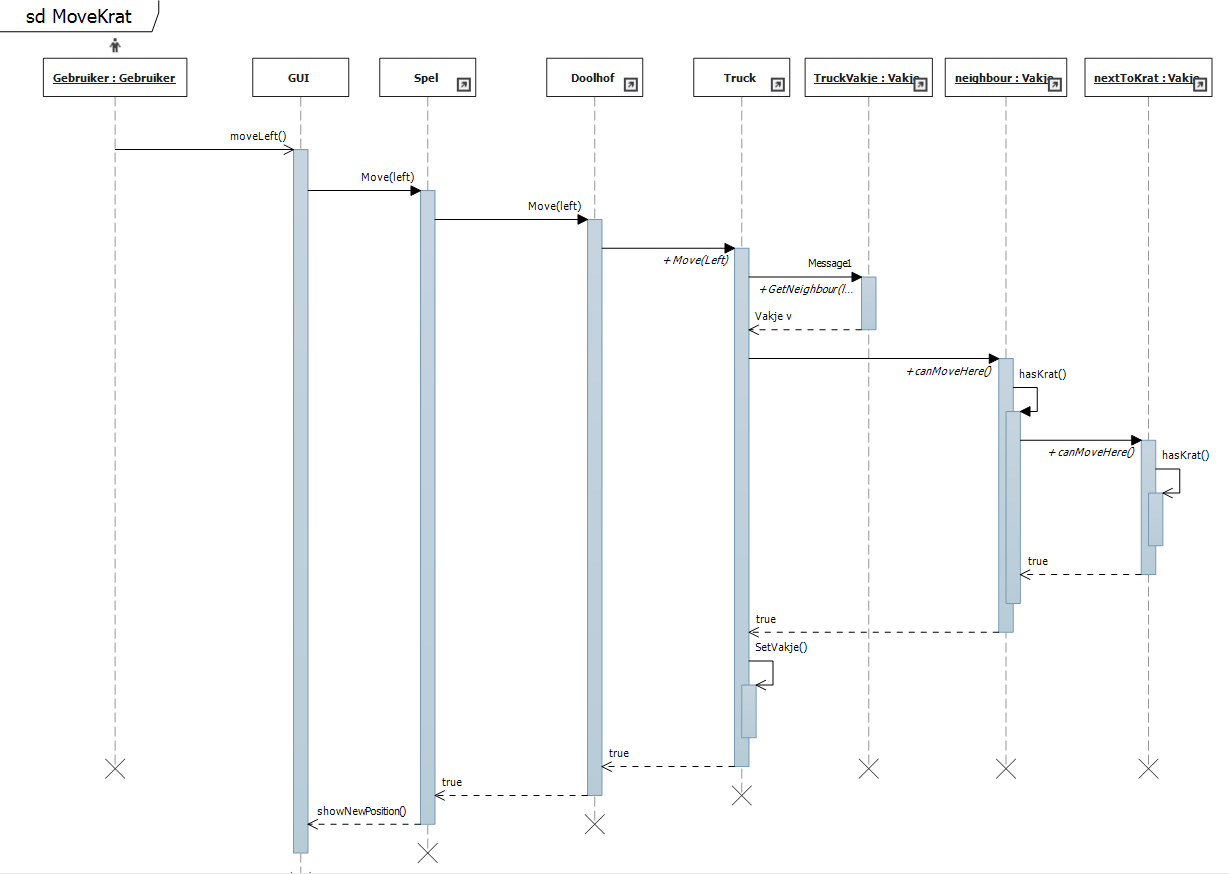 sd MoveKrat
Gebruiker : Gebruiker
GUI
Spel
Doolhof
Truck
TruckVakje : Vakje
neighbour : Vakje
nextToKrat : Vakje
moveLeft()
Move(left)
Move(left)
+ Move(Left)
Message1
+ GetNeighbour(l...
Vakje v
+ canMoveHere()
hasKrat()
+ canMoveHere()
hasKrat()
true
true
SetVakje()
true
true
showNewPosition()